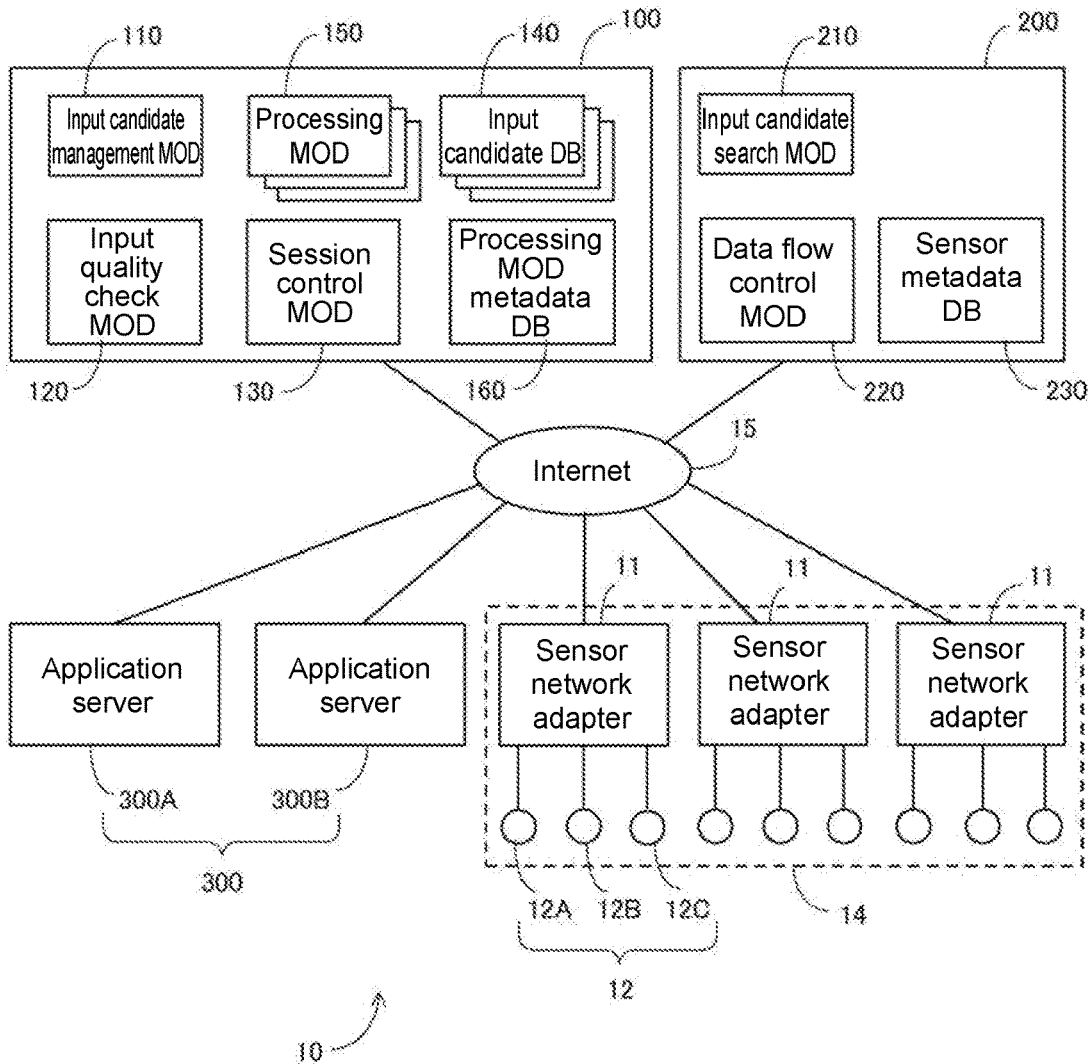 110
150
140
100
210
200
Input candidate
management MOD
Processing
MOD
Input
candidate DB
Input candidate
search MOD
Input
quality
check MOD
Session
control
MOD
Processing
MOD
metadata
DB
Data flow
control
MOD
Sensor
metadata
DB
120
130
160
220
230
15
Internet
11
11
11
Application
server
Application
server
Sensor
network
adapter
Sensor
network
adapter
Sensor
network
adapter
300A
300B
300
12A
12B
12C
14
12
10